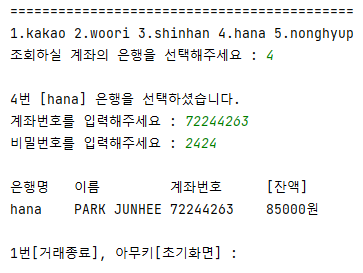 ================================================
1.kakao 2.woori 3.shinhan 4.hana 5.nonghyup
조회하실 계좌의 은행을 선택해주세요 : 4
4번 [hana] 은행을 선택하셨습니다.
계좌번호를 입력해주세요 : 72244263
비밀번호를 입력해주세요 : 2424
은행명 이름 계좌번호 [잔액]
hana PARK JUNHEE 72244263 85000원
1번[거래종료], 아무키[초기화면] :